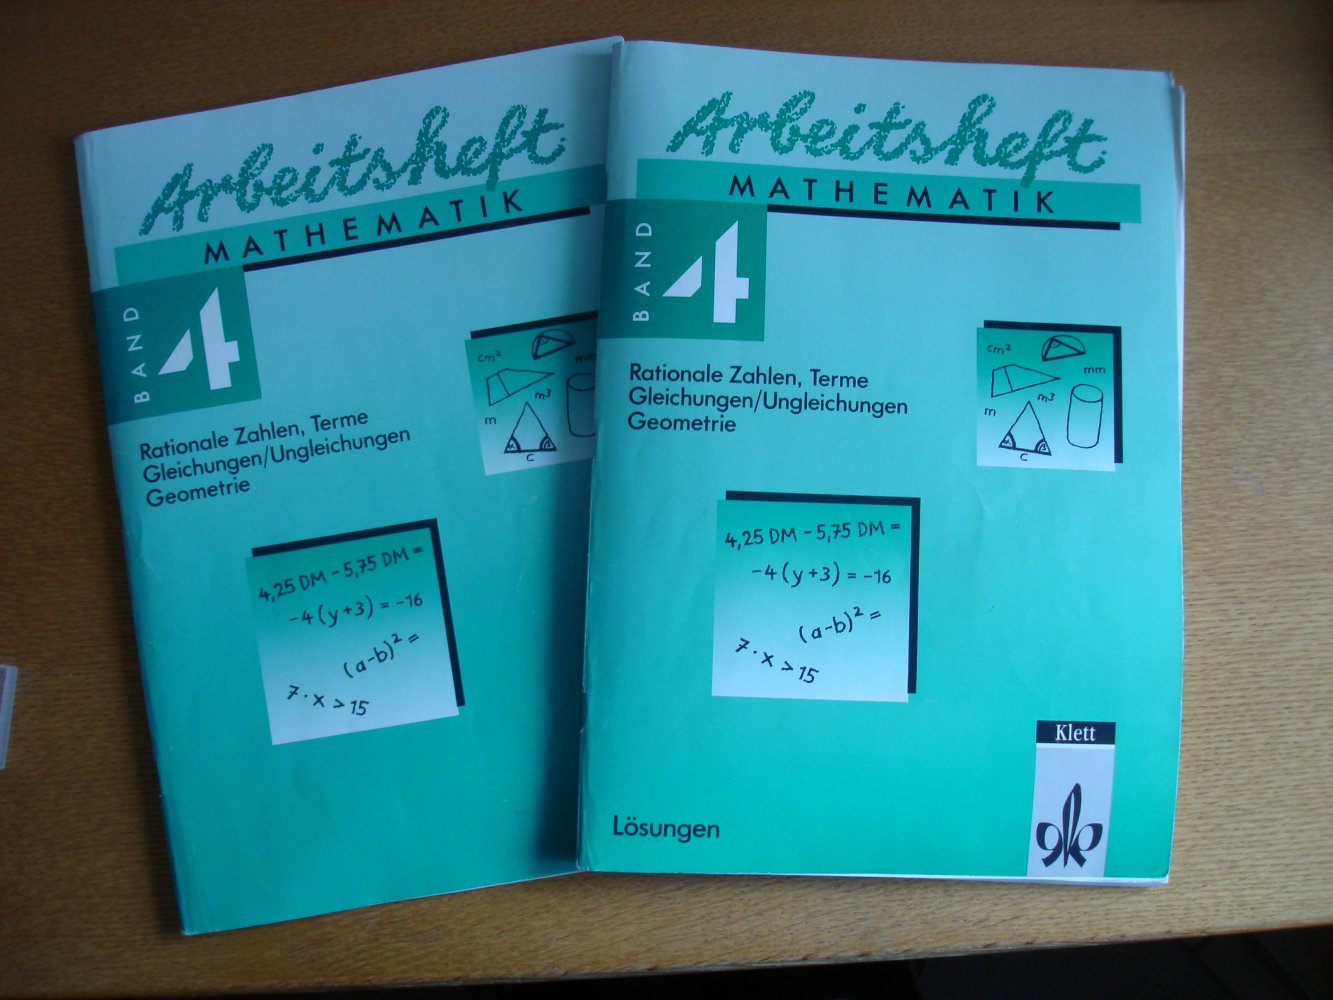 Arbeitsheft
MATHEMATIK
BAND
4
Rationale Zahlen, Terme
Gleichungen/Ungleichungen
Geometrie
cm²
mm
m
m3
α
β
c
4,25 DM - 5,75 DM =
-4 (y+3) = -16
(a-b)² =
7 · x > 15
Arbeitsheft
MATHEMATIK
BAND
4
Rationale Zahlen, Terme
Gleichungen/Ungleichungen
Geometrie
cm²
mm
m
m3
α
β
c
4,25 DM - 5,75 DM =
-4 (y+3) = -16
(a-b)² =
7 · x > 15
Klett
Lösungen